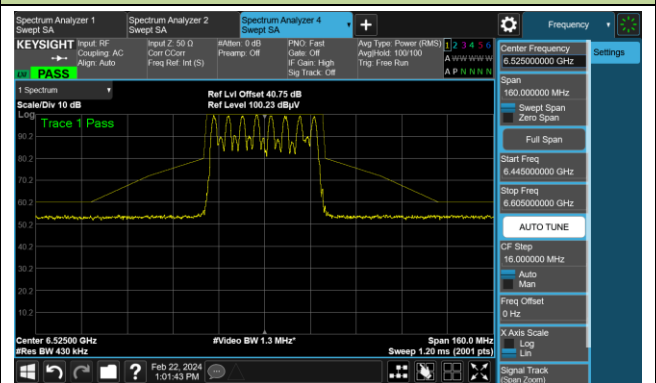 Spectrum Analyzer 1
Swept SA
Spectrum Analyzer 2
Swept SA
Spectrum Analyzer 4
Swept SA
Frequency
KEYSIGHT
Input: RF
Coupling: AC
Align: Auto
Input Z: 50 Ω
Corr CCorr
Freq Ref: Int (S)
#Atten: 0 dB
Preamp: Off
PNO: Fast
Gate: Off
IF Gain: High
Sig Track: Off
Avg Type: Power (RMS)
Avg|Hold: 100/100
Trig: Free Run
1 2 3 4 5 6
A W W W W W
A P N N N N
LXI
PASS
1 Spectrum
Scale/Div 10 dB
Ref Lvl Offset 40.75 dB
Ref Level 100.23 dBµV
Log
Trace 1 Pass
90.2
80.2
70.2
60.2
50.2
40.2
30.2
20.2
10.2
Center 6.52500 GHz
#Res BW 430 kHz
#Video BW 1.3 MHz*
Span 160.0 MHz
Sweep 1.20 ms (2001 pts)
Feb 22, 2024
1:01:43 PM
Center Frequency
6.525000000 GHz
Settings
Span
160.000000 MHz
Swept Span
Zero Span
Full Span
Start Freq
6.445000000 GHz
Stop Freq
6.605000000 GHz
AUTO TUNE
CF Step
16.000000 MHz
Auto
Man
Freq Offset
0 Hz
X Axis Scale
Log
Lin
Signal Track
(Span Zoom)